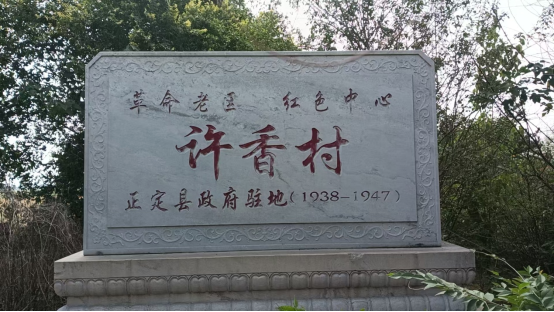 革命老区 红色中心
许香村
正定县政府驻地(1938-1947)